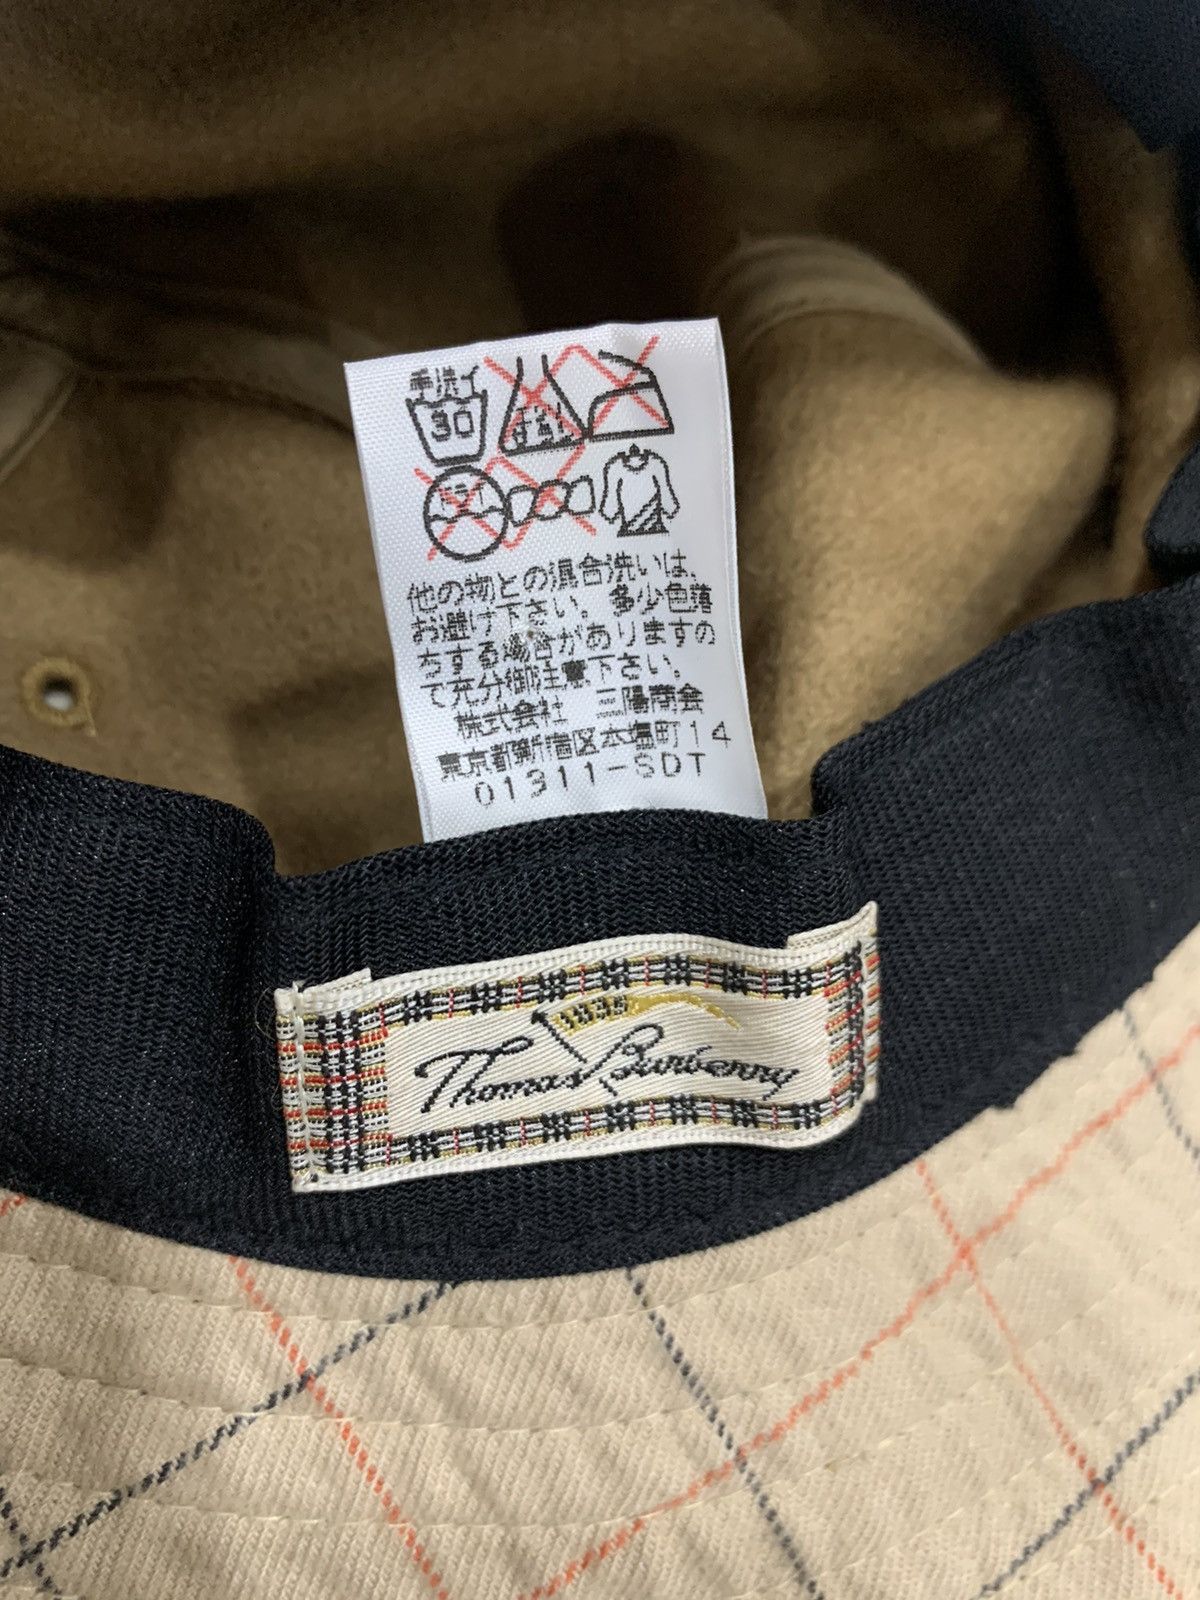 手洗イ
30
他の物との混合洗いは、
お避け下さい。多少色落
ちする場合がありますの
で充分御注意下さい。
株式会社 三陽商会
東京都新宿区本塩町14
01311-SDT
Thomas Burberry